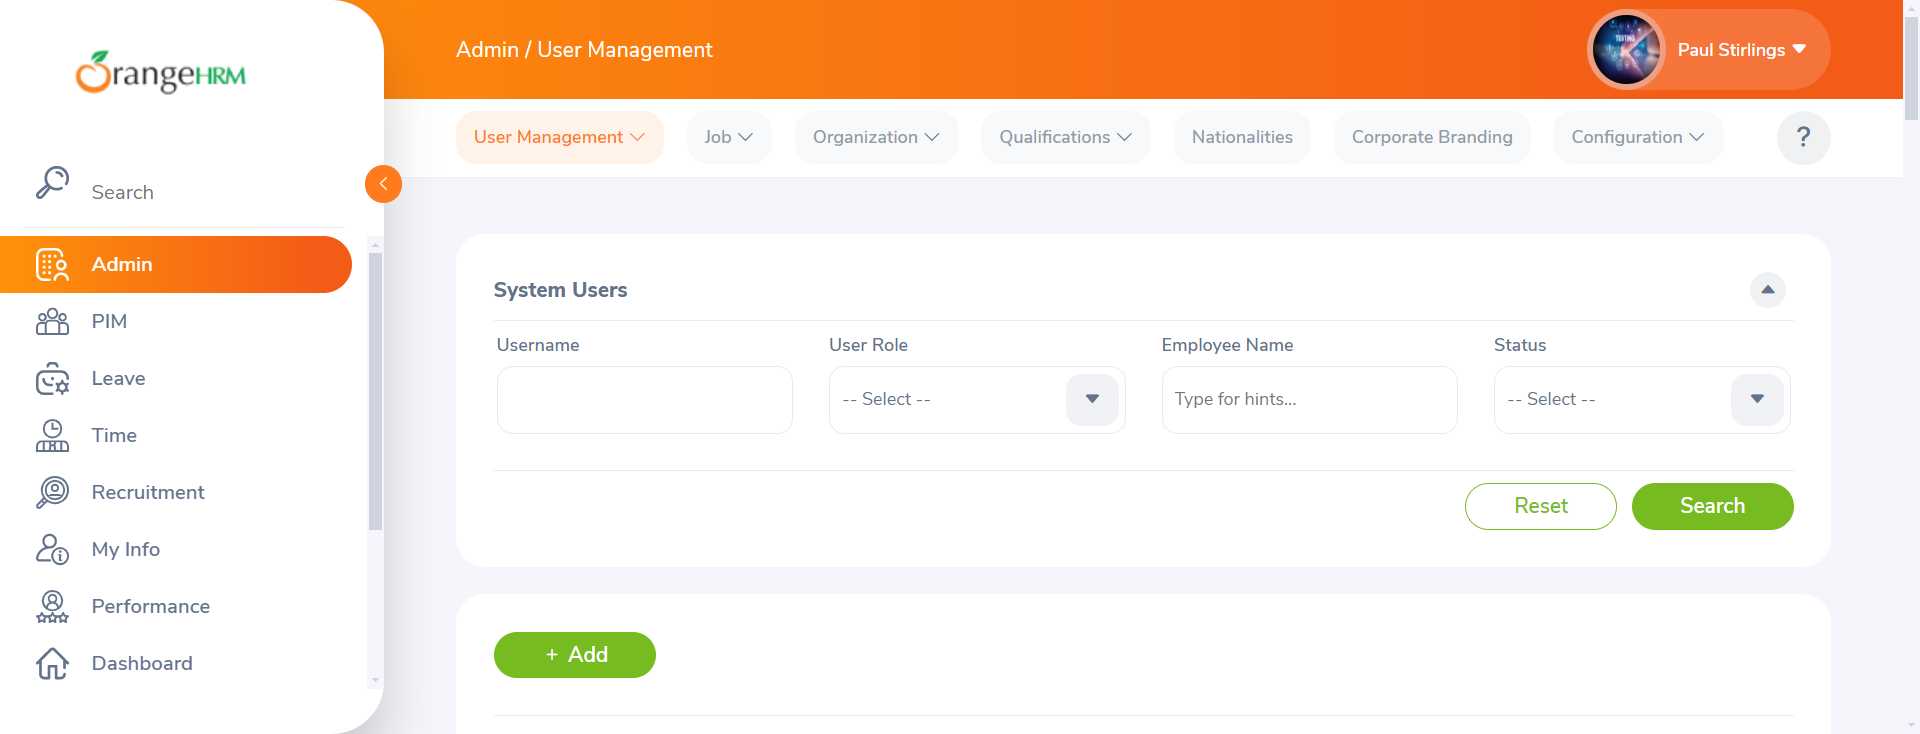 OrangeHRM
Search
Admin
PIM
Leave
Time
Recruitment
My Info
Performance
Dashboard
Admin / User Management
Paul Stirlings
User Management
Job
Organization
Qualifications
Nationalities
Corporate Branding
Configuration
?
System Users
Username
User Role
Employee Name
Status
-- Select --
Type for hints...
-- Select --
Reset
Search
+ Add